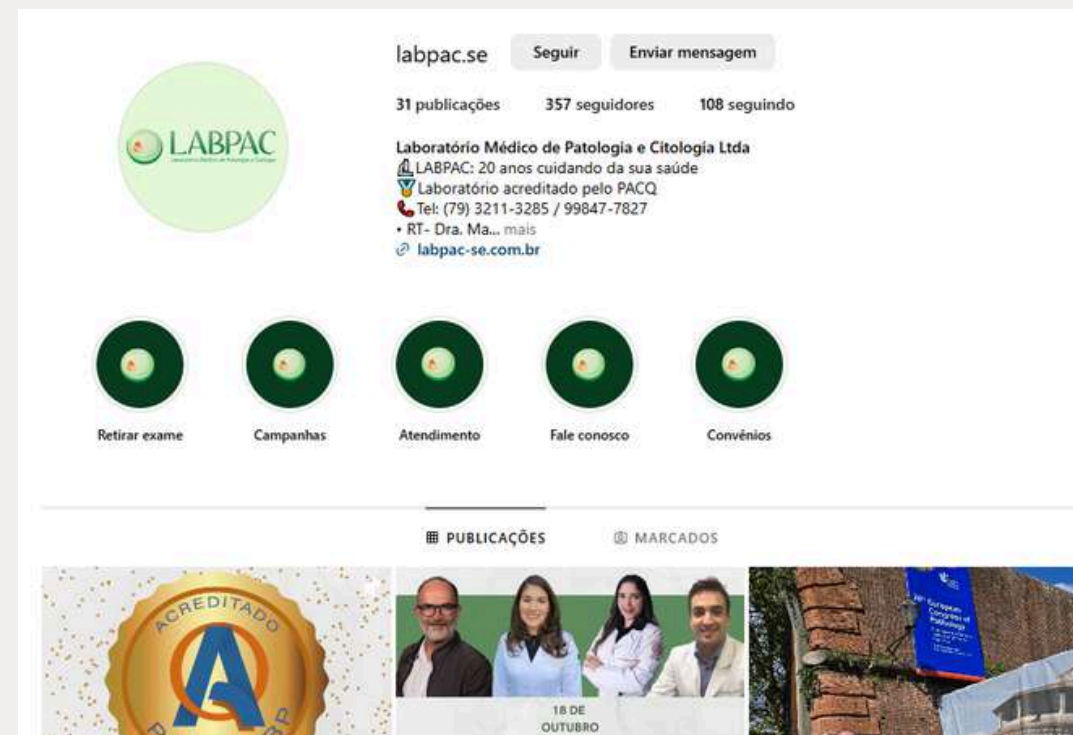 labpac.se Seguir Enviar mensagem
31 publicações 357 seguidores 108 seguindo
LABPAC
Laboratório Médico de Patologia e Citologia Ltda
LABPAC: 20 anos cuidando da sua saúde
Laboratório acreditado pelo PACQ
Tel: (79) 3211-3285 / 99847-7827
• RT- Dra. Ma... mais
labpac-se.com.br
Retirar exame Campanhas Atendimento Fale conosco Convênios
PUBLICAÇÕES MARCADOS
ACREDITADO
18 DE
OUTUBRO
European
Congress of
Pathology